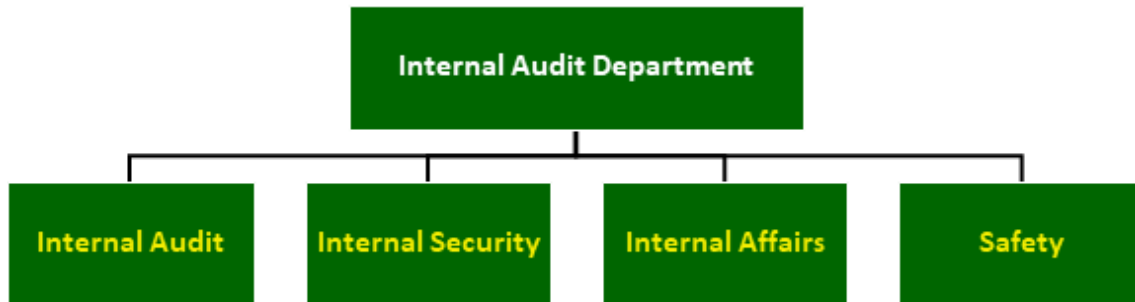 Internal Audit Department
Internal Audit
Internal Security
Internal Affairs
Safety